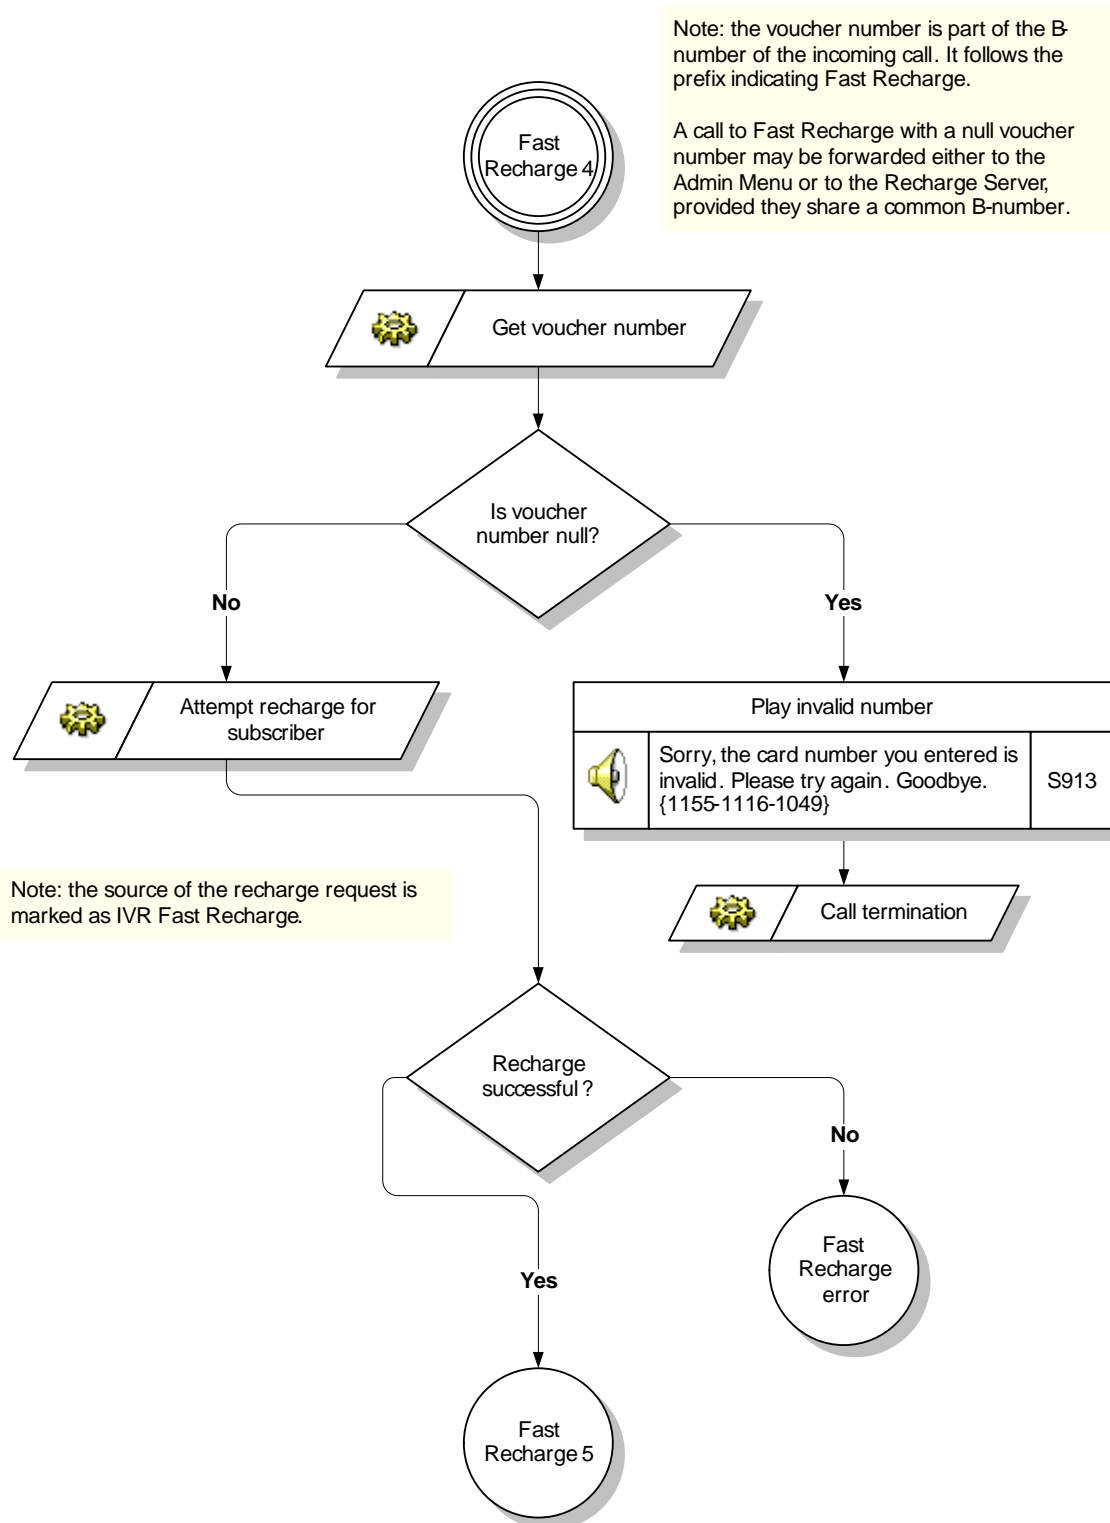 Note: the voucher number is part of the B-
number of the incoming call. It follows the
prefix indicating Fast Recharge.
A call to Fast Recharge with a null voucher
number may be forwarded either to the
Admin Menu or to the Recharge Server,
provided they share a common B-number.
Fast
Recharge 4
Get voucher number
Is voucher
number null?
No
Yes
Attempt recharge for
subscriber
Play invalid number
Sorry, the card number you entered is
invalid. Please try again. Goodbye.
{1155-1116-1049}
S913
Note: the source of the recharge request is
marked as IVR Fast Recharge.
Call termination
Recharge
successful?
No
Fast
Recharge
error
Yes
Fast
Recharge 5